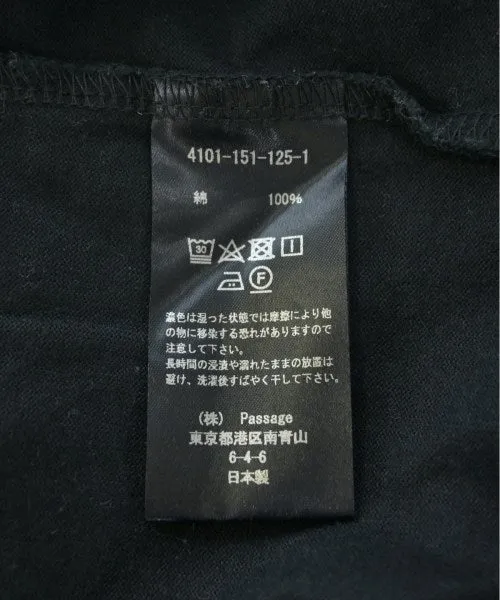 4101-151-125-1
綿 100%
30
F
濃色は湿った状態では摩擦により他
の物に移染する恐れがありますので
注意して下さい。
長時間の浸漬や濡れたままの放置は
避け、洗濯後すばやく干して下さい。
(株) Passage
東京都港区南青山
6-4-6
日本製